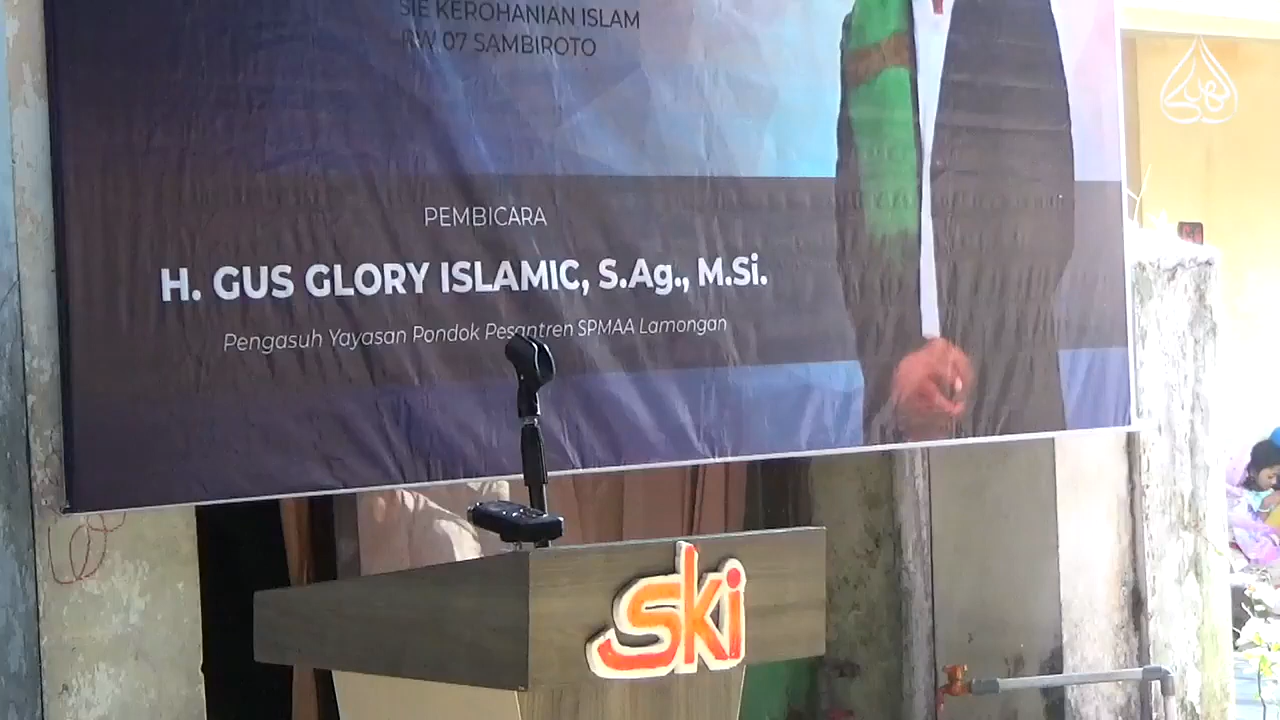 SIE KEROHANIAN ISLAM
RW 07 SAMBIROTO
PEMBICARA
H. GUS GLORY ISLAMIC, S.Ag., M.Si.
Pengasuh Yayasan Pondok Pesantren SPMAA Lamongan
ski